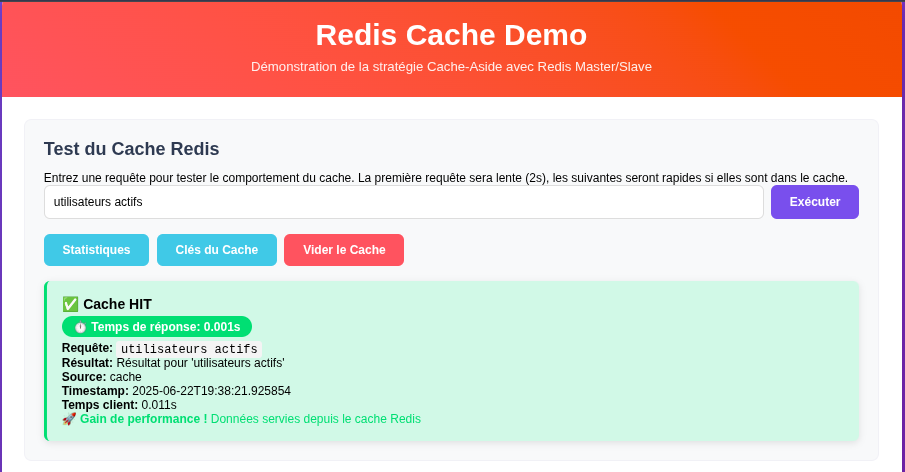 Redis Cache Demo
Démonstration de la stratégie Cache-Aside avec Redis Master/Slave
Test du Cache Redis
Entrez une requête pour tester le comportement du cache. La première requête sera lente (2s), les suivantes seront rapides si elles sont dans le cache.
utilisateurs actifs
Exécuter
Statistiques
Clés du Cache
Vider le Cache
✅ Cache HIT
⏱️ Temps de réponse: 0.001s
Requête: utilisateurs actifs
Résultat: Résultat pour 'utilisateurs actifs'
Source: cache
Timestamp: 2025-06-22T19:38:21.925854
Temps client: 0.011s
🚀 Gain de performance ! Données servies depuis le cache Redis